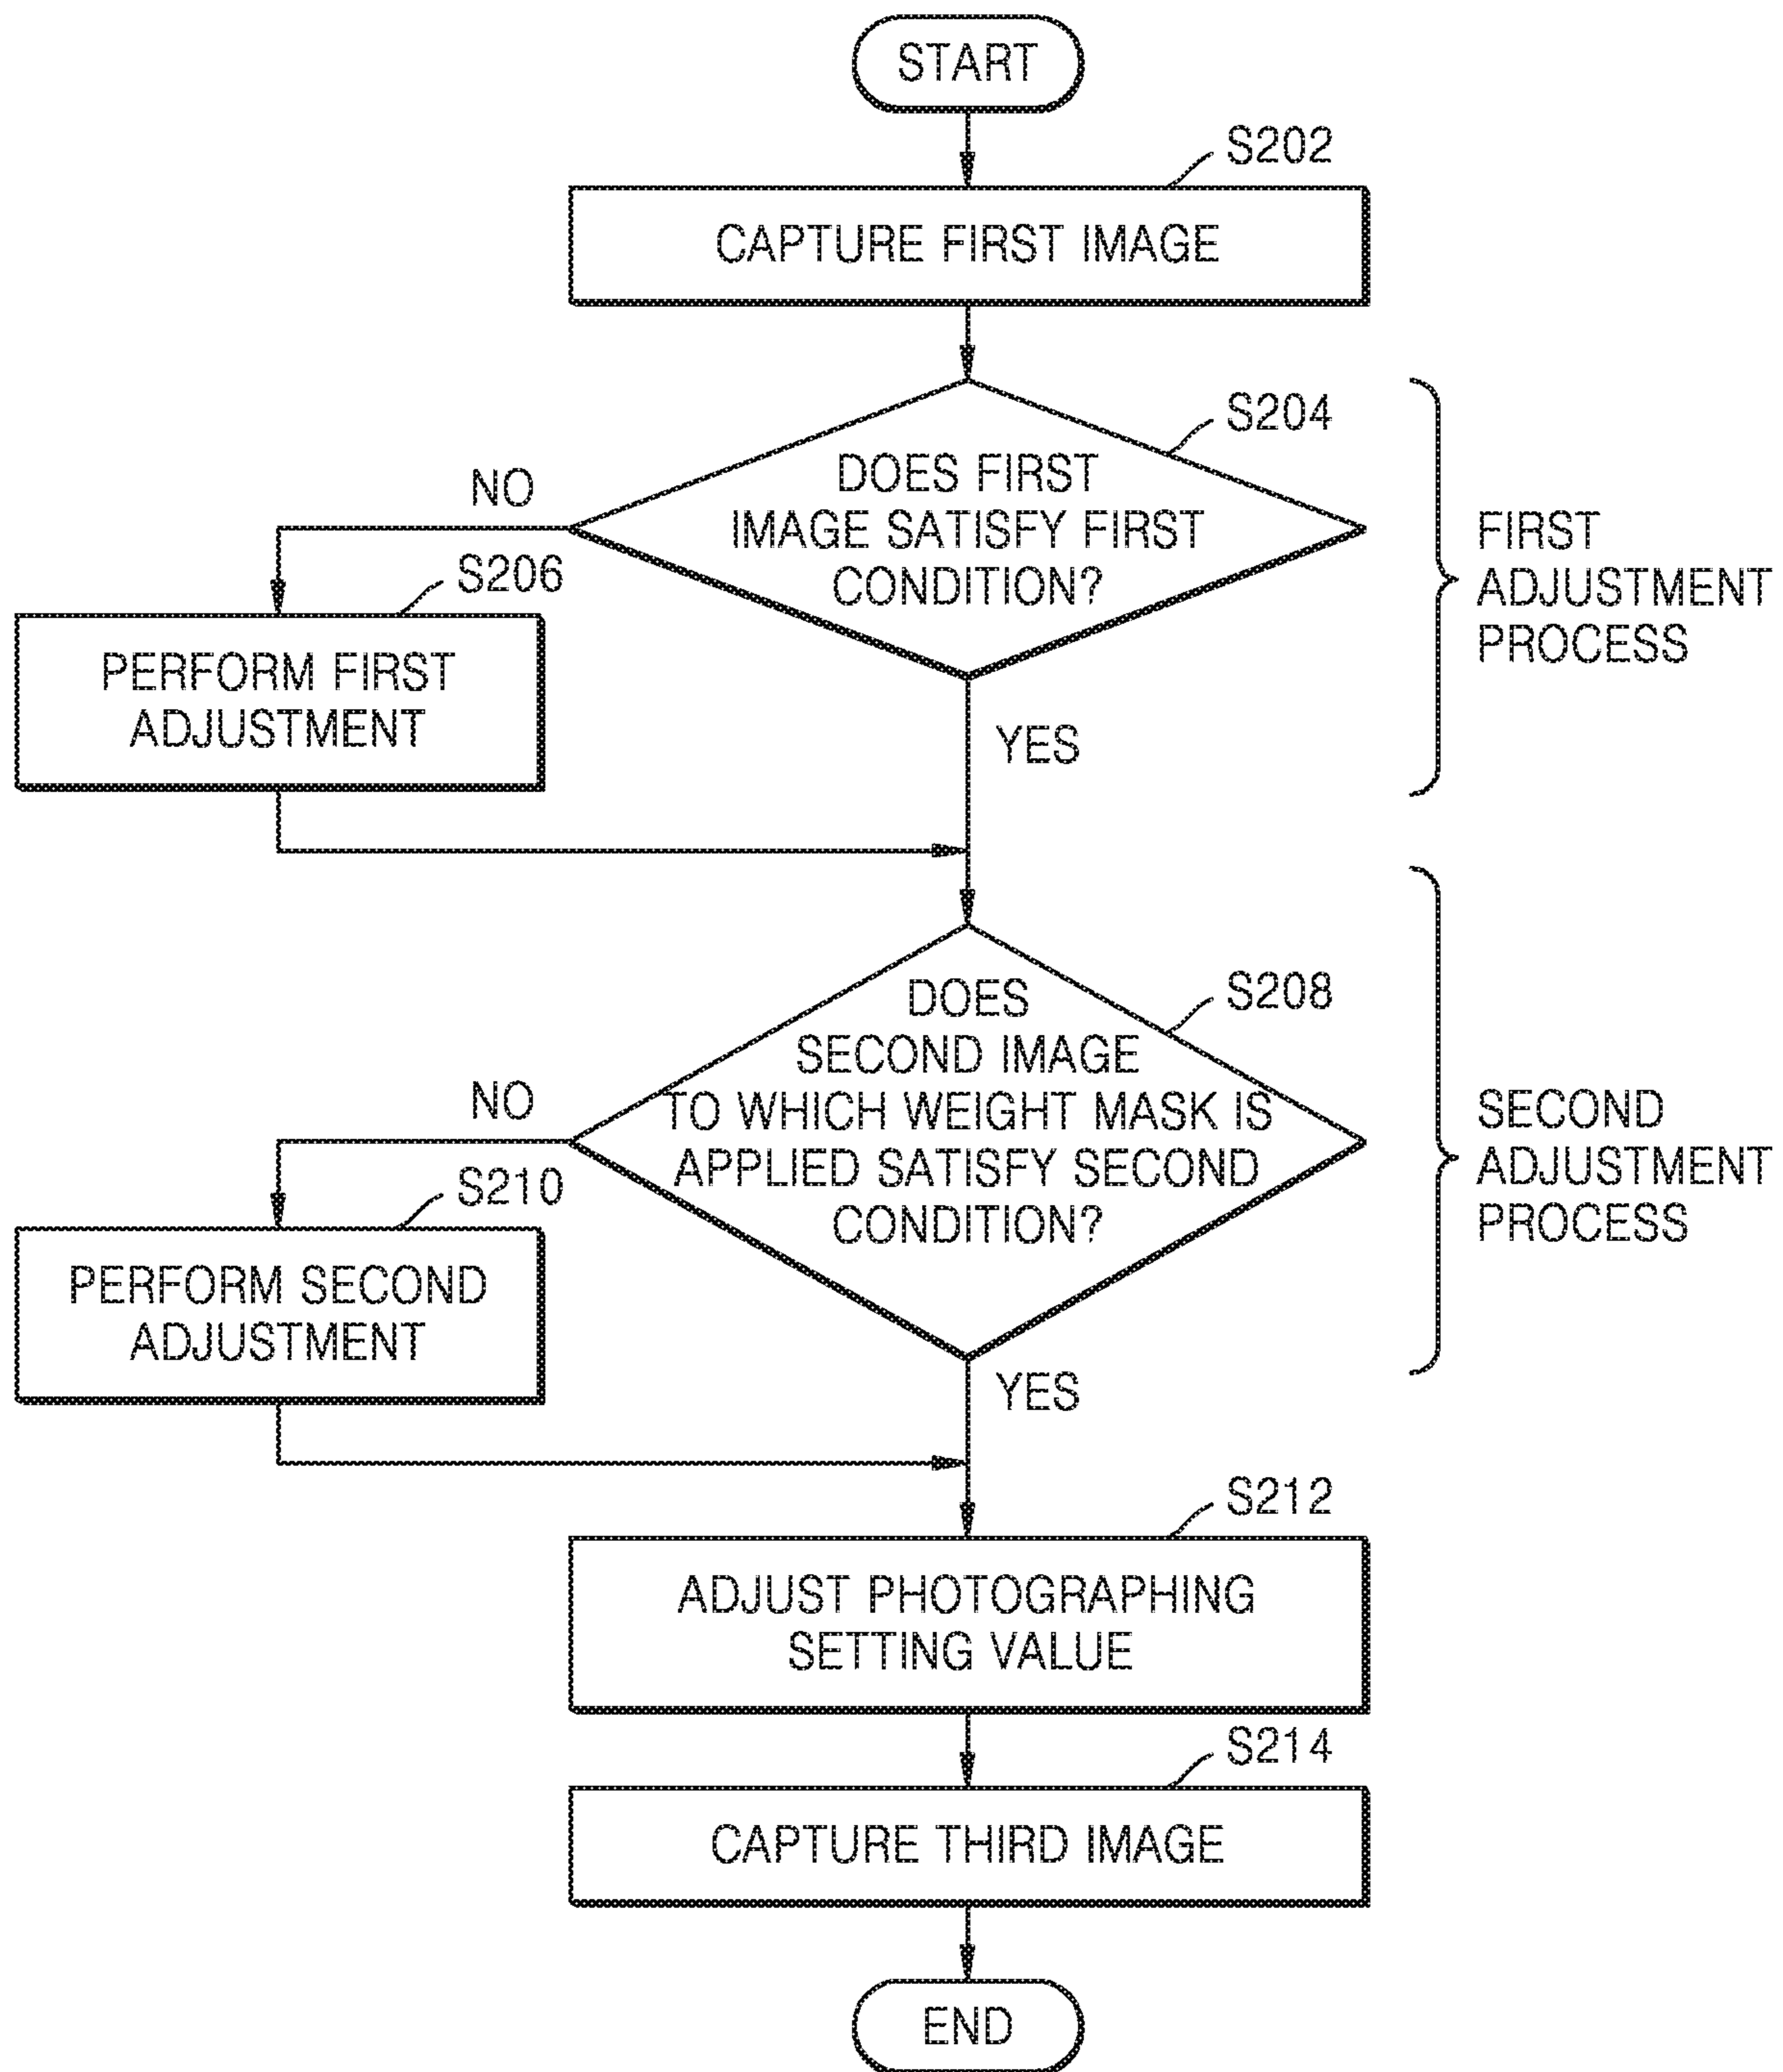 START
S202
CAPTURE FIRST IMAGE
S204
DOES FIRST
IMAGE SATISFY FIRST
CONDITION?
NO
YES
FIRST
ADJUSTMENT
PROCESS
S206
PERFORM FIRST
ADJUSTMENT
S208
DOES
SECOND IMAGE
TO WHICH WEIGHT MASK IS
APPLIED SATISFY SECOND
CONDITION?
NO
YES
SECOND
ADJUSTMENT
PROCESS
S210
PERFORM SECOND
ADJUSTMENT
S212
ADJUST PHOTOGRAPHING
SETTING VALUE
S214
CAPTURE THIRD IMAGE
END